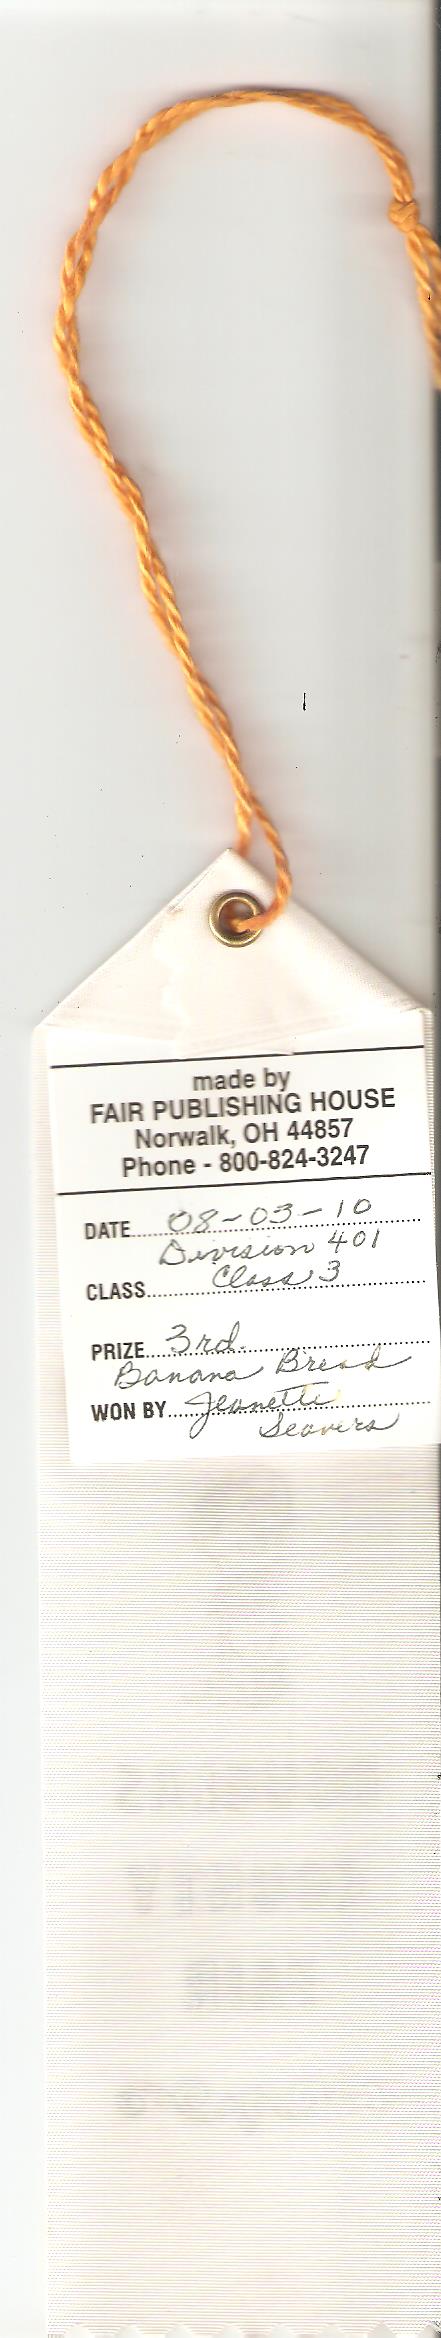 made by
FAIR PUBLISHING HOUSE
Norwalk, OH 44857
Phone - 800-824-3247
DATE 08-03-10
Division 401
CLASS Class 3
PRIZE 3rd.
Banana Bread
WON BY Jeanette
Seavers